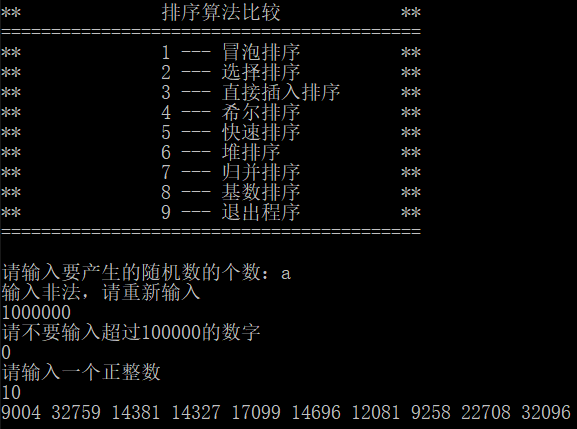 ** 排序算法比较 **
==========================================
** 1 --- 冒泡排序 **
** 2 --- 选择排序 **
** 3 --- 直接插入排序 **
** 4 --- 希尔排序 **
** 5 --- 快速排序 **
** 6 --- 堆排序 **
** 7 --- 归并排序 **
** 8 --- 基数排序 **
** 9 --- 退出程序 **
==========================================
请输入要产生的随机数的个数：a
输入非法，请重新输入
1000000
请不要输入超过100000的数字
0
请输入一个正整数
10
9004 32759 14381 14327 17099 14696 12081 9258 22708 32096